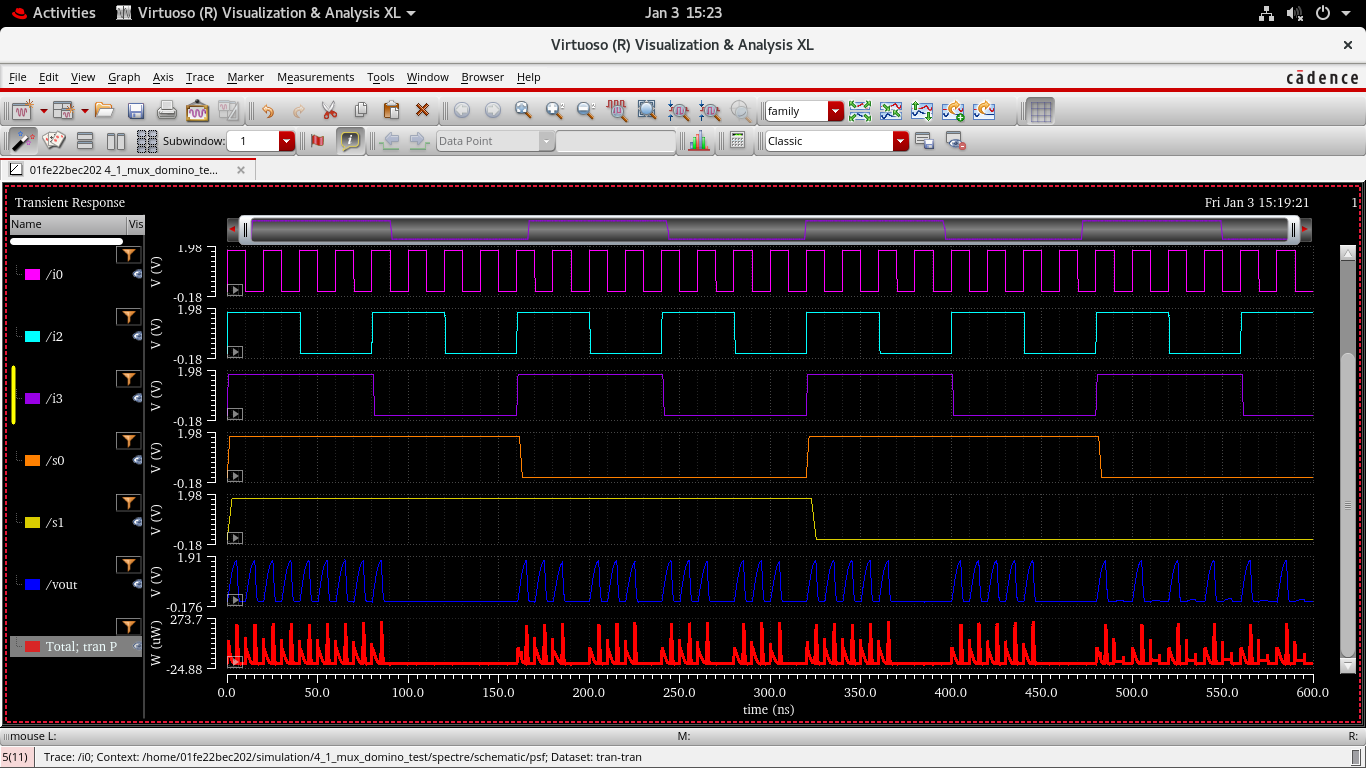 Activities Virtuoso (R) Visualization & Analysis XL Jan 3 15:23
Virtuoso (R) Visualization & Analysis XL ×
File Edit View Graph Axis Trace Marker Measurements Tools Window Browser Help cādence
family
Subwindow: 1 Data Point Classic
01fe22bec202 4_1_mux_domino_te...
Transient Response Fri Jan 3 15:19:21 1
Name Vis
1.98
/i0 V (V)
-0.18
1.98
/i2 V (V)
-0.18
1.98
/i3 V (V)
-0.18
1.98
/s0 V (V)
-0.18
1.98
/s1 V (V)
-0.18
1.91
/vout V (V)
-0.176
273.7
Total; tran P W (uW)
-24.88
0.0 50.0 100.0 150.0 200.0 250.0 300.0 350.0 400.0 450.0 500.0 550.0 600.0
time (ns)
mouse L: M: R:
5(11) Trace: /i0; Context: /home/01fe22bec202/simulation/4_1_mux_domino_test/spectre/schematic/psf; Dataset: tran-tran